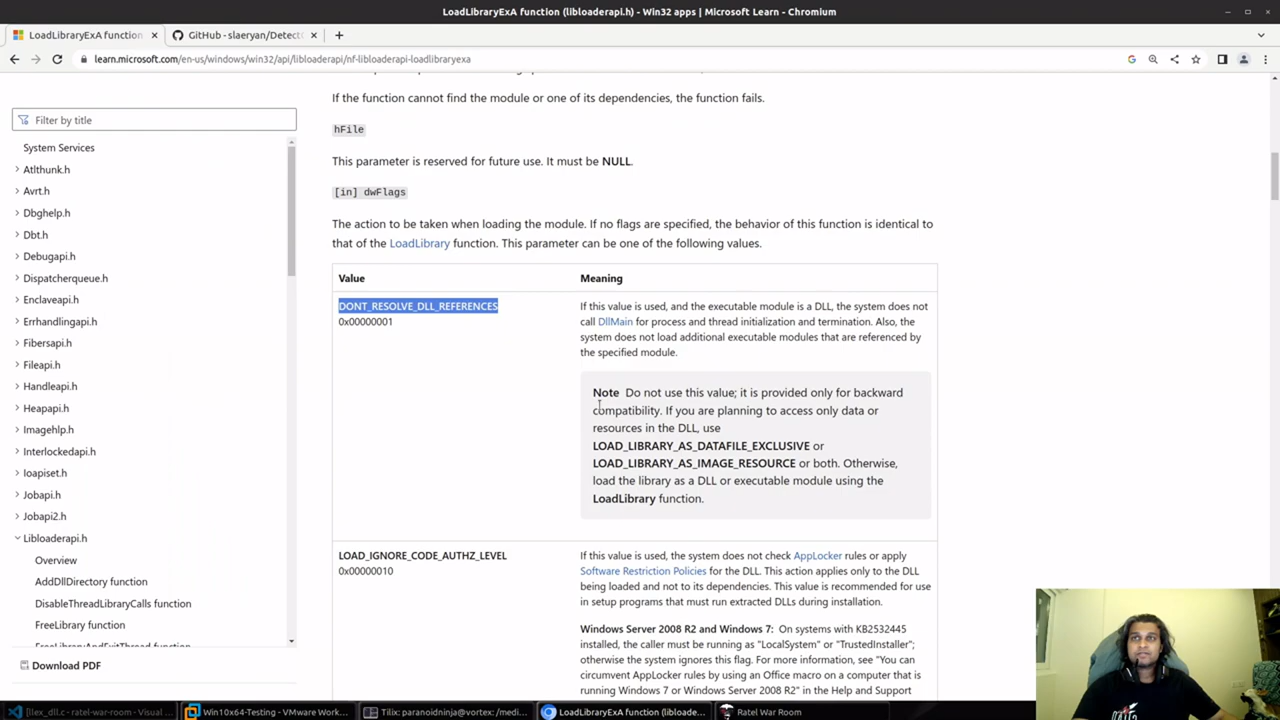 LoadLibraryExA function (libloaderapi.h) - Win32 apps | Microsoft Learn - Chromium
LoadLibraryExA function
GitHub - slaeryan/Detect
learn.microsoft.com/en-us/windows/win32/api/libloaderapi/nf-libloaderapi-loadlibraryexa
Filter by title
System Services
Atlthunk.h
Avrt.h
Dbghelp.h
Dbt.h
Debugapi.h
Dispatcherqueue.h
Enclaveapi.h
Errhandlingapi.h
Fibersapi.h
Fileapi.h
Handleapi.h
Heapapi.h
Imagehlp.h
Interlockedapi.h
Ioapiset.h
Jobapi.h
Jobapi2.h
Libloaderapi.h
Overview
AddDllDirectory function
DisableThreadLibraryCalls function
FreeLibrary function
FreeLibraryAndExitThread function
Download PDF
If the function cannot find the module or one of its dependencies, the function fails.
hFile
This parameter is reserved for future use. It must be NULL.
[in] dwFlags
The action to be taken when loading the module. If no flags are specified, the behavior of this function is identical to
that of the LoadLibrary function. This parameter can be one of the following values.
Value Meaning
DONT_RESOLVE_DLL_REFERENCES
0x00000001
If this value is used, and the executable module is a DLL, the system does not
call DllMain for process and thread initialization and termination. Also, the
system does not load additional executable modules that are referenced by
the specified module.
Note Do not use this value; it is provided only for backward
compatibility. If you are planning to access only data or
resources in the DLL, use
LOAD_LIBRARY_AS_DATAFILE_EXCLUSIVE or
LOAD_LIBRARY_AS_IMAGE_RESOURCE or both. Otherwise,
load the library as a DLL or executable module using the
LoadLibrary function.
LOAD_IGNORE_CODE_AUTHZ_LEVEL
0x00000010
If this value is used, the system does not check AppLocker rules or apply
Software Restriction Policies for the DLL. This action applies only to the DLL
being loaded and not to its dependencies. This value is recommended for use
in setup programs that must run extracted DLLs during installation.
Windows Server 2008 R2 and Windows 7: On systems with KB2532445
installed, the caller must be running as "LocalSystem" or "TrustedInstaller";
otherwise the system ignores this flag. For more information, see "You can
circumvent AppLocker rules by using an Office macro on a computer that is
running Windows 7 or Windows Server 2008 R2" in the Help and Support
ratel-war-room - Visual ...
Win10x64-Testing - VMware Work...
Tilix: paranoidninja@vortex: /medi...
LoadLibraryExA function (libloade...
Ratel War Room